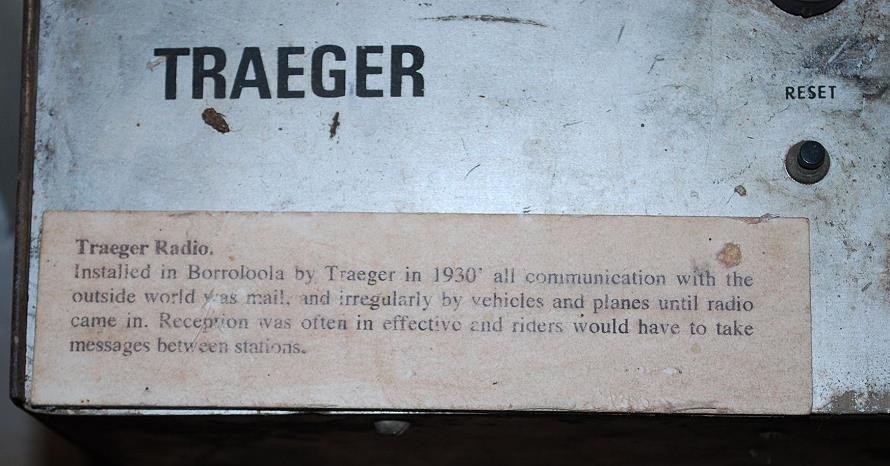 TRAEGER
RESET
Traeger Radio.
Installed in Borroloola by Traeger in 1930' all communication with the
outside world was mail, and irregularly by vehicles and planes until radio
came in. Reception was often in effective and riders would have to take
messages between stations.